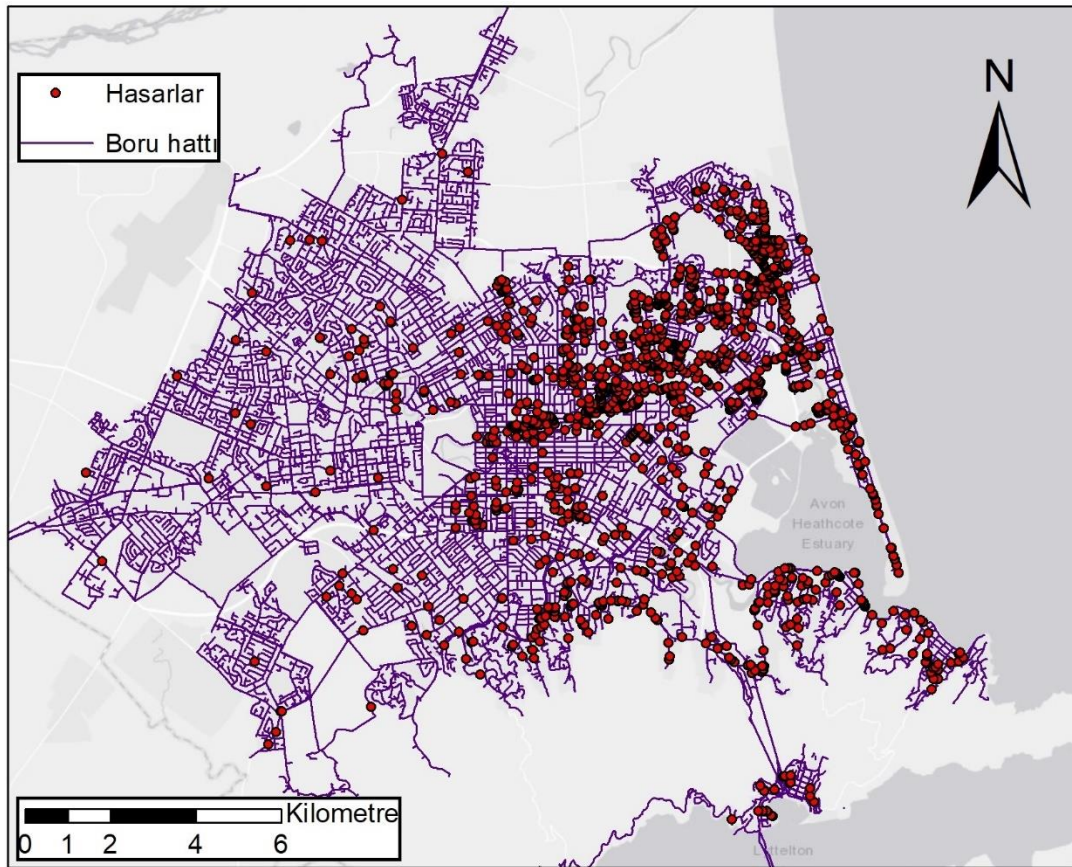 N
Hasarlar
Boru hattı
Avon
Heathcote
Estuary
Kilometre
0 1 2 4 6
Lyttelton